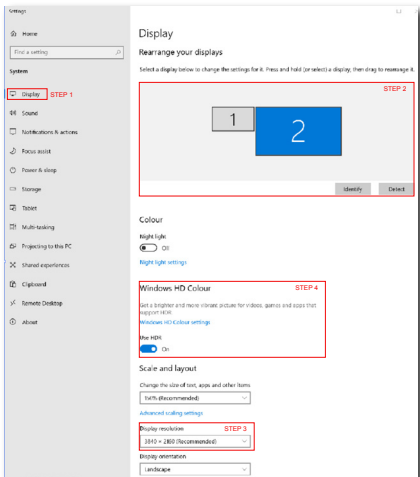 Settings
Home
Find a setting
System
Display STEP 1
Sound
Notifications & actions
Focus assist
Power & sleep
Storage
Tablet
Multi-tasking
Projecting to this PC
Shared experiences
Clipboard
Remote Desktop
About
Display
Rearrange your displays
Select a display below to change the settings for it. Press and hold (or select) a display, then drag to rearrange it.
STEP 2
1 2
Identify Detect
Colour
Night light
Off
Night light settings
Windows HD Colour STEP 4
Get a brighter and more vibrant picture for videos, games and apps that
support HDR.
Windows HD Colour settings
Use HDR
On
Scale and layout
Change the size of text, apps and other items
150% (Recommended)
Advanced scaling settings
Display resolution STEP 3
3840 × 2160 (Recommended)
Display orientation
Landscape